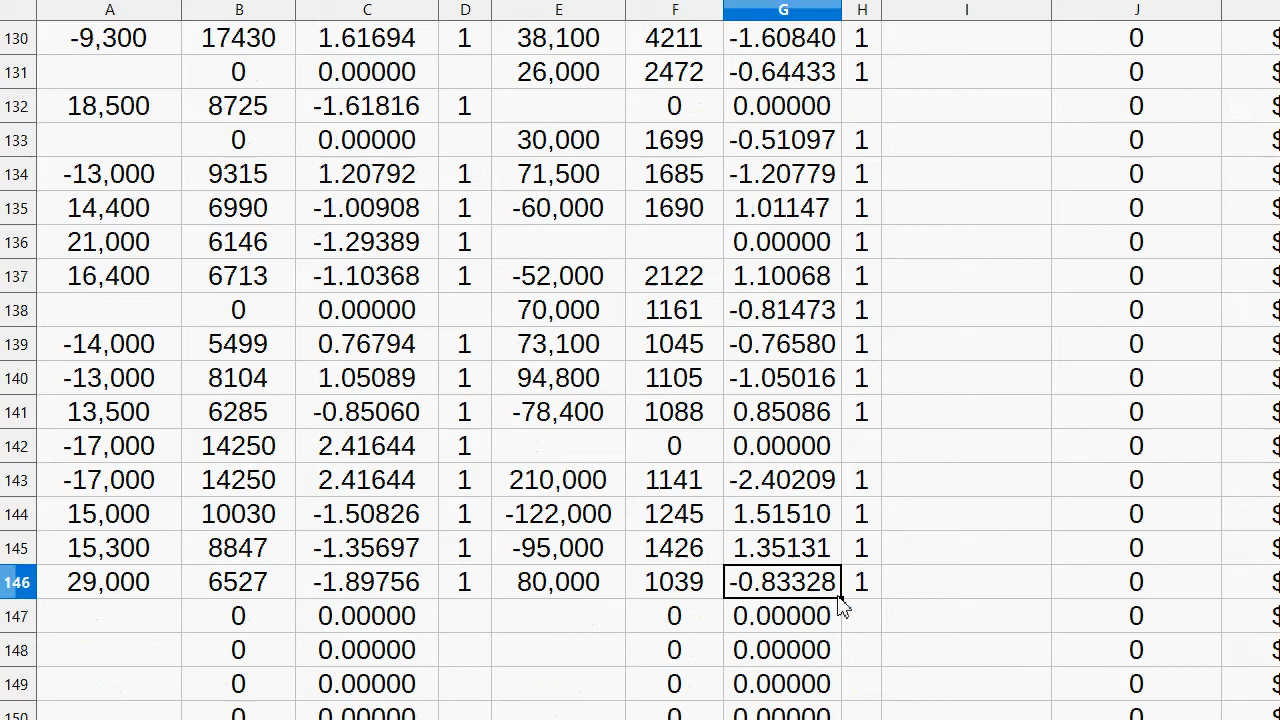 A B C D E F G H I J
130 -9,300 17430 1.61694 1 38,100 4211 -1.60840 1 0 $
131 0 0.00000 26,000 2472 -0.64433 1 0 $
132 18,500 8725 -1.61816 1 0 0.00000 0 $
133 0 0.00000 30,000 1699 -0.51097 1 0 $
134 -13,000 9315 1.20792 1 71,500 1685 -1.20779 1 0 $
135 14,400 6990 -1.00908 1 -60,000 1690 1.01147 1 0 $
136 21,000 6146 -1.29389 1 0.00000 1 0 $
137 16,400 6713 -1.10368 1 -52,000 2122 1.10068 1 0 $
138 0 0.00000 70,000 1161 -0.81473 1 0 $
139 -14,000 5499 0.76794 1 73,100 1045 -0.76580 1 0 $
140 -13,000 8104 1.05089 1 94,800 1105 -1.05016 1 0 $
141 13,500 6285 -0.85060 1 -78,400 1088 0.85086 1 0 $
142 -17,000 14250 2.41644 1 0 0.00000 0 $
143 -17,000 14250 2.41644 1 210,000 1141 -2.40209 1 0 $
144 15,000 10030 -1.50826 1 -122,000 1245 1.51510 1 0 $
145 15,300 8847 -1.35697 1 -95,000 1426 1.35131 1 0 $
146 29,000 6527 -1.89756 1 80,000 1039 -0.83328 1 0 $
147 0 0.00000 0 0.00000 0 $
148 0 0.00000 0 0.00000 0 $
149 0 0.00000 0 0.00000 0 $
150 0 0.00000 0 0.00000 0 $